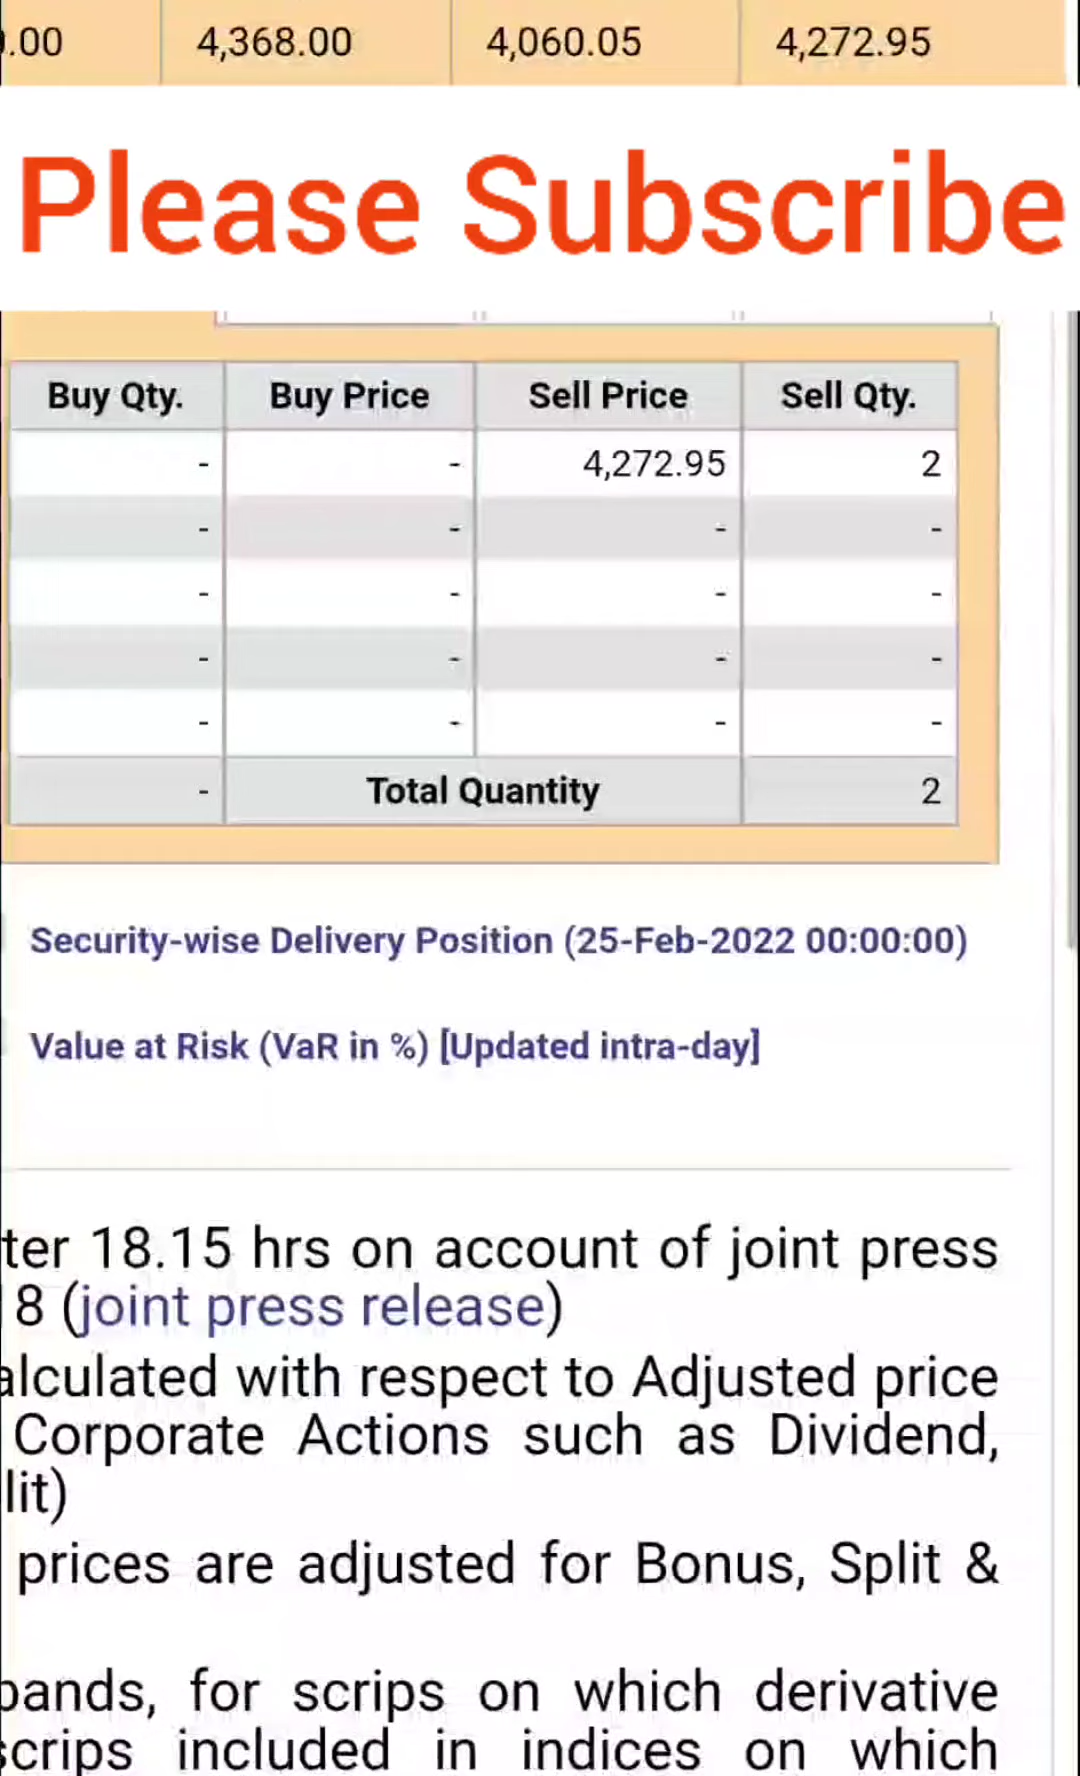 .00 4,368.00 4,060.05 4,272.95
Please Subscribe
Buy Qty. Buy Price Sell Price Sell Qty.
- - 4,272.95 2
- - - -
- - - -
- - - -
- - - -
- Total Quantity 2
Security-wise Delivery Position (25-Feb-2022 00:00:00)
Value at Risk (VaR in %) [Updated intra-day]
ter 18.15 hrs on account of joint press
8 (joint press release)
alculated with respect to Adjusted price
Corporate Actions such as Dividend,
lit)
prices are adjusted for Bonus, Split &
bands, for scrips on which derivative
scrips included in indices on which